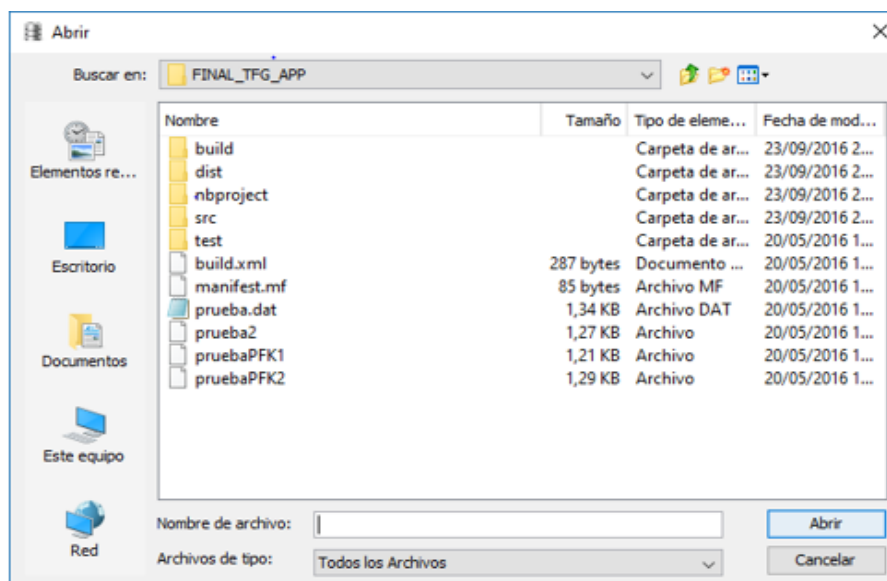 Abrir
Buscar en: FINAL_TFG_APP
Nombre Tamaño Tipo de eleme... Fecha de mod...
build Carpeta de ar... 23/09/2016 2...
dist Carpeta de ar... 23/09/2016 2...
nbproject Carpeta de ar... 23/09/2016 2...
src Carpeta de ar... 23/09/2016 2...
test Carpeta de ar... 20/05/2016 1...
build.xml 287 bytes Documento ... 20/05/2016 1...
manifest.mf 85 bytes Archivo MF 20/05/2016 1...
prueba.dat 1,34 KB Archivo DAT 20/05/2016 1...
prueba2 1,27 KB Archivo 20/05/2016 1...
pruebaPFK1 1,21 KB Archivo 20/05/2016 1...
pruebaPFK2 1,29 KB Archivo 20/05/2016 1...
Elementos re...
Escritorio
Documentos
Este equipo
Red
Nombre de archivo: Abrir
Archivos de tipo: Todos los Archivos Cancelar